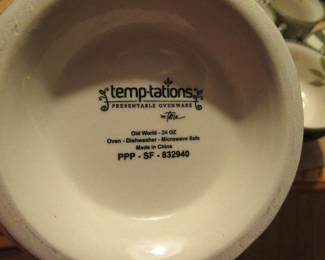 temp-tations
PRESENTABLE OVENWARE
by Tara
Old World - 24 OZ
Oven - Dishwasher - Microwave Safe
Made in China
PPP - SF - 832940